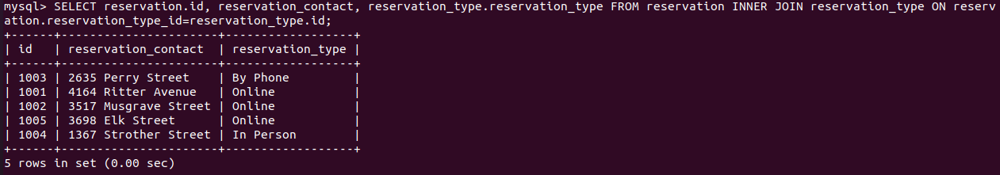 mysql> SELECT reservation.id, reservation_contact, reservation_type.reservation_type FROM reservation INNER JOIN reservation_type ON reserv
ation.reservation_type_id=reservation_type.id;
+------+---------------------+------------------+
| id   | reservation_contact  | reservation_type |
+------+---------------------+------------------+
| 1003 | 2635 Perry Street    | By Phone         |
| 1001 | 4164 Ritter Avenue   | Online           |
| 1002 | 3517 Musgrave Street | Online           |
| 1005 | 3698 Elk Street      | Online           |
| 1004 | 1367 Strother Street | In Person        |
+------+---------------------+------------------+
5 rows in set (0.00 sec)